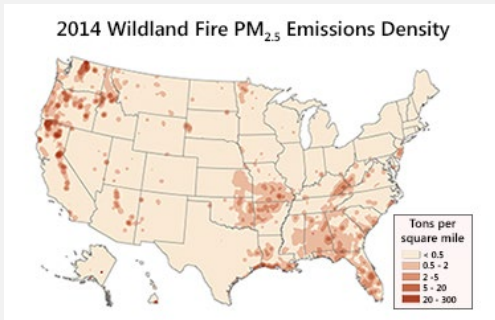 2014 Wildland Fire PM2.5 Emissions Density
Tons per
square mile
< 0.5
0.5 - 2
2 -5
5 - 20
20 - 300